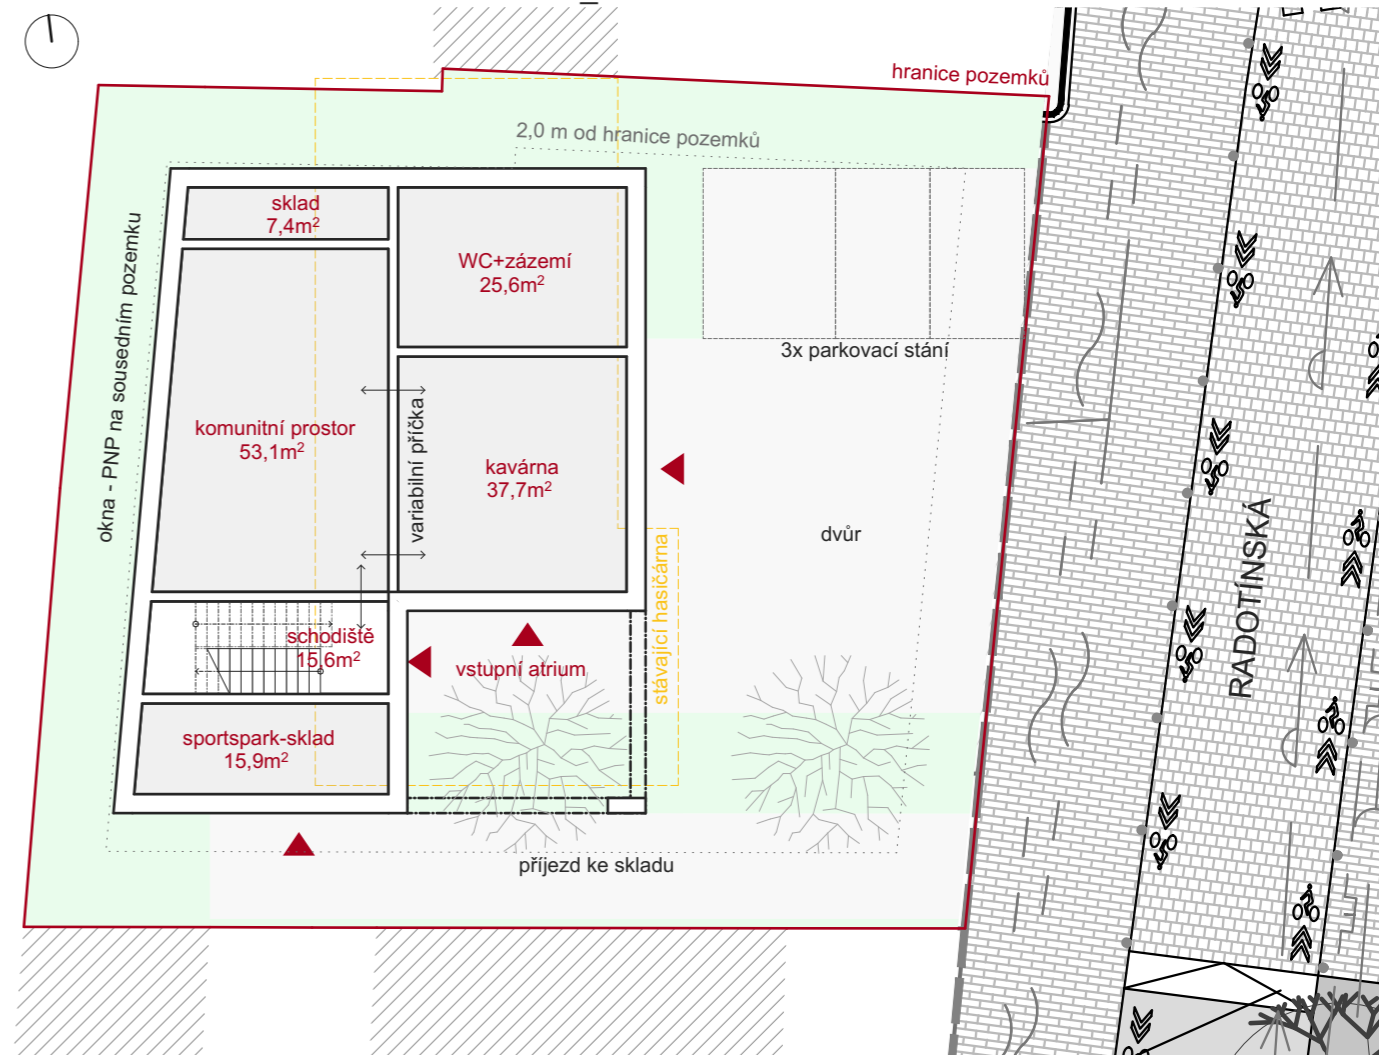 hranice pozemků
2,0 m od hranice pozemků
sklad
7,4m²
WC+zázemí
25,6m²
okna - PNP na sousedním pozemku
3x parkovací stání
komunitní prostor
53,1m²
variabilní příčka
kavárna
37,7m²
dvůr
RADOTÍNSKÁ
stávající hasičárna
schodiště
15,6m²
vstupní atrium
sportspark-sklad
15,9m²
příjezd ke skladu